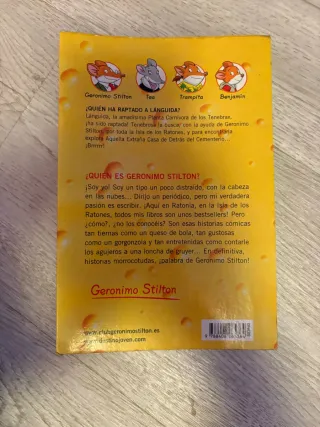 Geronimo Stilton Tea Trampita Benjamín
¿QUIÉN HA RAPTADO A LÁNGUIDA?
Lánguida, la amadísima Planta Carnívora de los Tenebrax,
¡ha sido raptada! Tenebrosa la busca con la ayuda de Geronimo
Stilton por toda la Isla de los Ratones, y para encontrarla
explora Aquella Extraña Casa de Detrás del Cementerio...
¡Brrrrr!
¿QUIÉN ES GERONIMO STILTON?
¡Soy yo! Soy un tipo un poco distraído, con la cabeza
en las nubes... Dirijo un periódico, pero mi verdadera
pasión es escribir. ¡Aquí en Ratonia, en la Isla de los
Ratones, todos mis libros son unos bestsellers! Pero
¿cómo?, ¿no los conocéis? Son esas historias cómicas
tan tiernas como un queso de bola, tan gustosas
como un gorgonzola y tan entretenidas como contarle
los agujeros a una loncha de gruyer... En definitiva,
historias morrocotudas, ¡palabra de Geronimo Stilton!
Geronimo Stilton
www.clubgeronimostilton.es
www.destinojoven.com